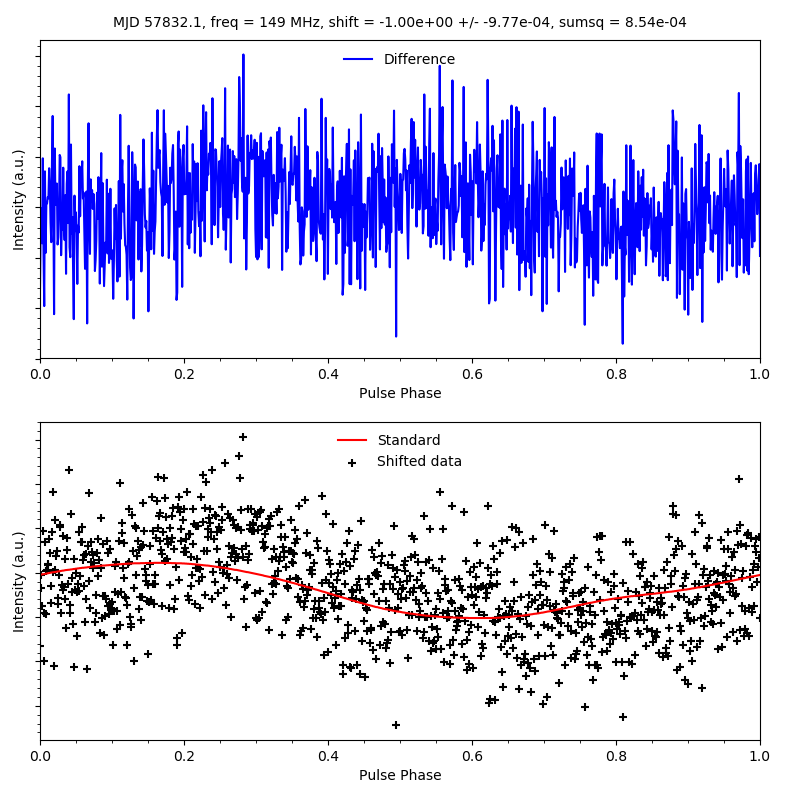 MJD 57832.1, freq = 149 MHz, shift = -1.00e+00 +/- -9.77e-04, sumsq = 8.54e-04
Difference
Intensity (a.u.)
0.0 0.2 0.4 0.6 0.8 1.0
Pulse Phase
Standard
Shifted data
Intensity (a.u.)
0.0 0.2 0.4 0.6 0.8 1.0
Pulse Phase